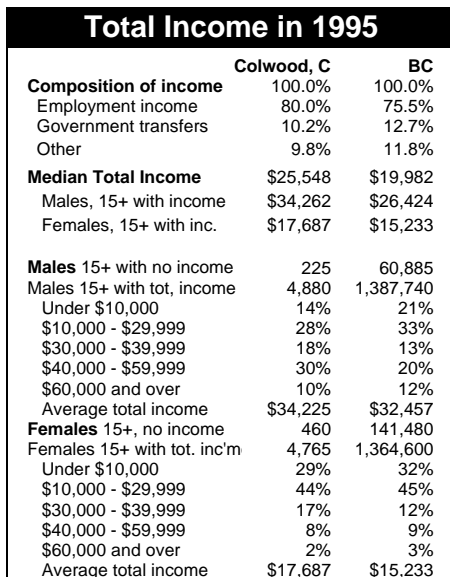 Total Income in 1995
Colwood, C BC
Composition of income 100.0% 100.0%
Employment income 80.0% 75.5%
Government transfers 10.2% 12.7%
Other 9.8% 11.8%
Median Total Income $25,548 $19,982
Males, 15+ with income $34,262 $26,424
Females, 15+ with inc. $17,687 $15,233
Males 15+ with no income 225 60,885
Males 15+ with tot, income 4,880 1,387,740
Under $10,000 14% 21%
$10,000 - $29,999 28% 33%
$30,000 - $39,999 18% 13%
$40,000 - $59,999 30% 20%
$60,000 and over 10% 12%
Average total income $34,225 $32,457
Females 15+, no income 460 141,480
Females 15+ with tot. inc'm 4,765 1,364,600
Under $10,000 29% 32%
$10,000 - $29,999 44% 45%
$30,000 - $39,999 17% 12%
$40,000 - $59,999 8% 9%
$60,000 and over 2% 3%
Average total income $17,687 $15,233